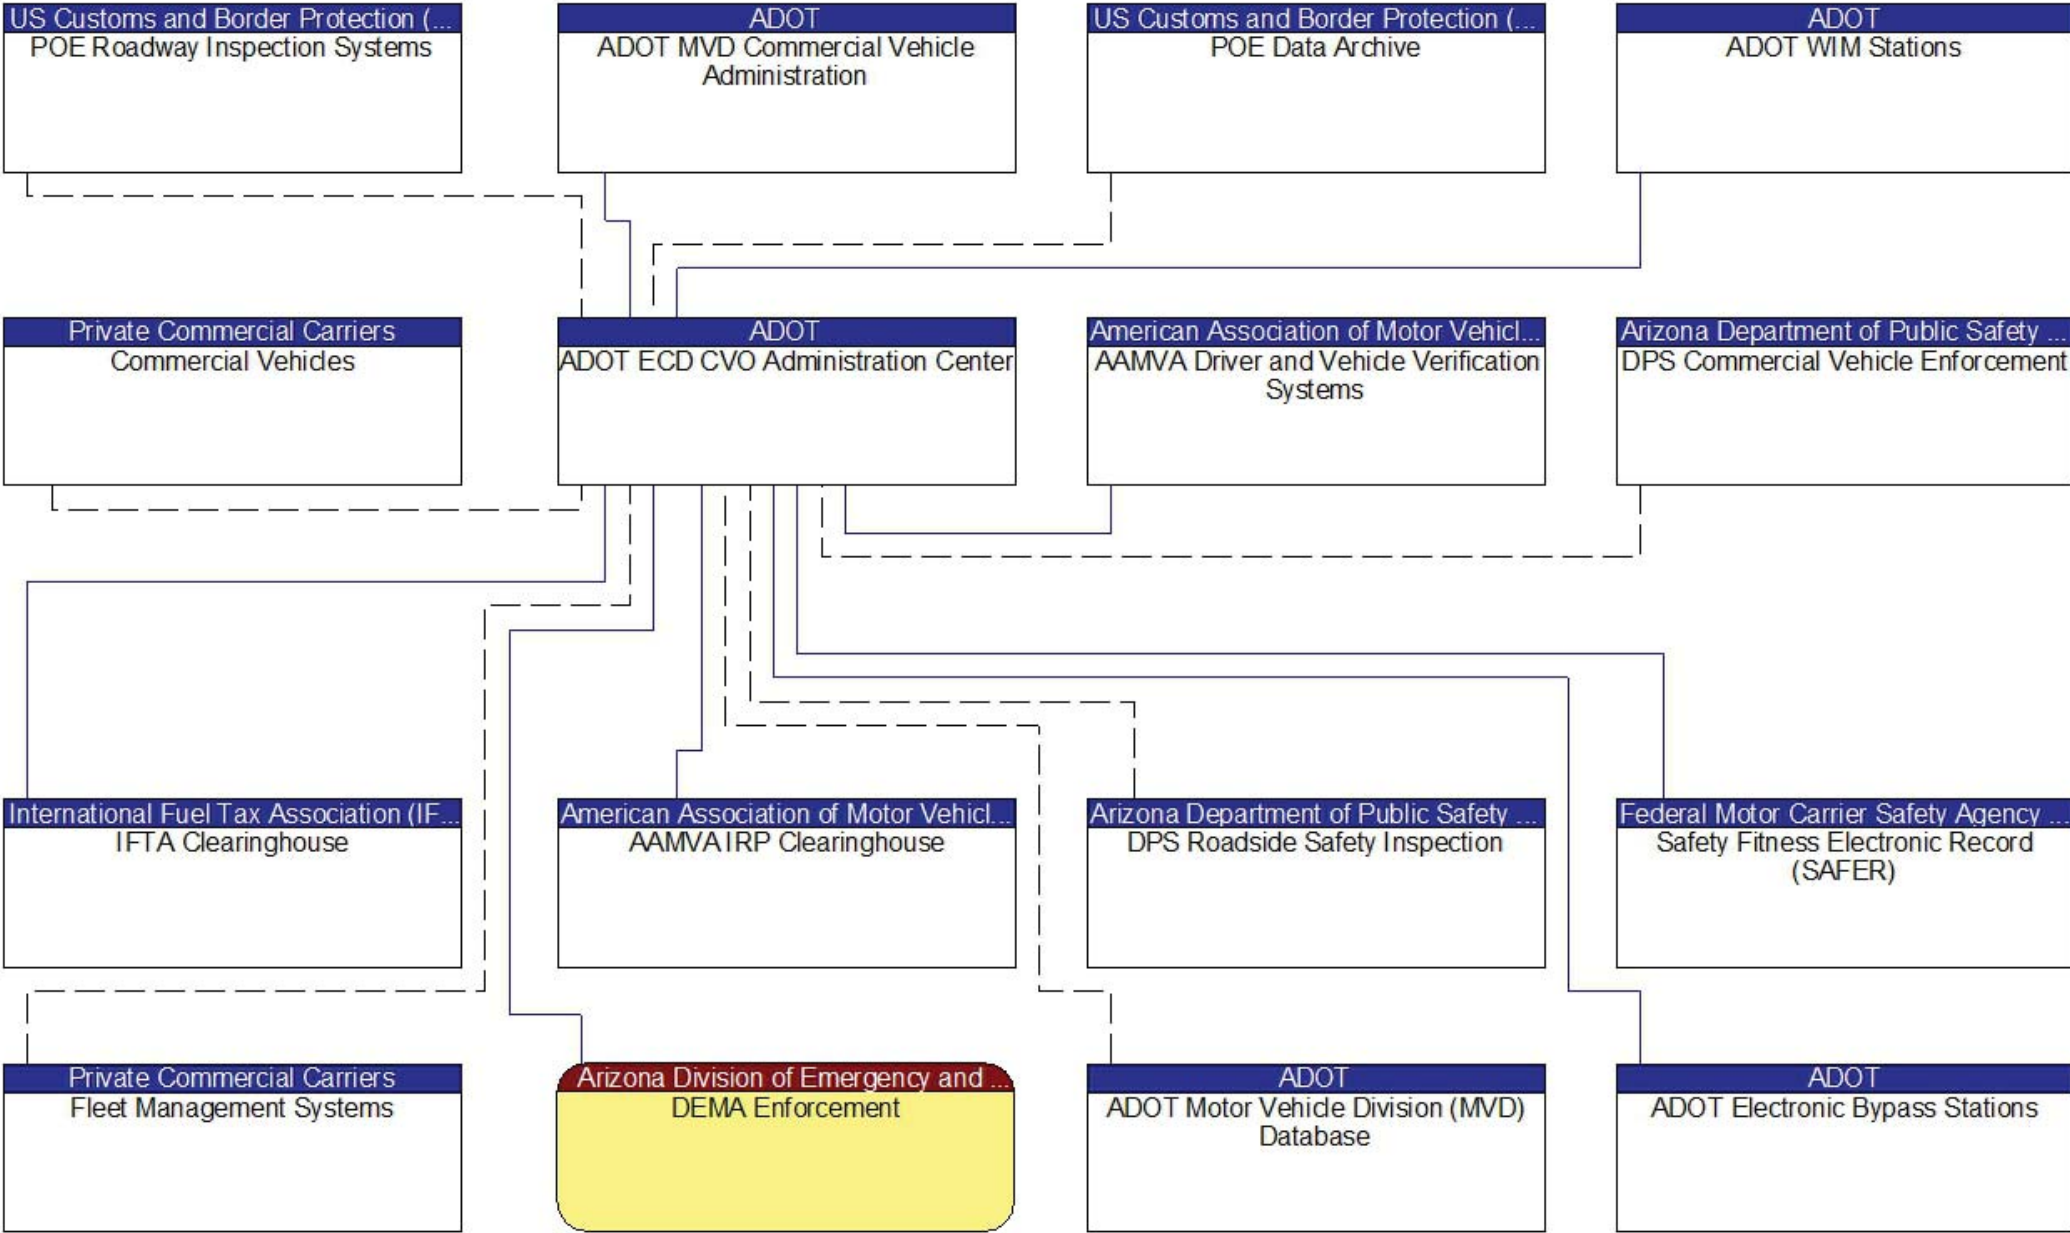 US Customs and Border Protection (...
POE Roadway Inspection Systems
ADOT
ADOT MVD Commercial Vehicle
Administration
US Customs and Border Protection (...
POE Data Archive
ADOT
ADOT WIM Stations
Private Commercial Carriers
Commercial Vehicles
ADOT
ADOT ECD CVO Administration Center
American Association of Motor Vehicl...
AAMVA Driver and Vehicle Verification
Systems
Arizona Department of Public Safety ...
DPS Commercial Vehicle Enforcement
International Fuel Tax Association (IF...
IFTA Clearinghouse
American Association of Motor Vehicl...
AAMVA IRP Clearinghouse
Arizona Department of Public Safety ...
DPS Roadside Safety Inspection
Federal Motor Carrier Safety Agency ...
Safety Fitness Electronic Record
(SAFER)
Private Commercial Carriers
Fleet Management Systems
Arizona Division of Emergency and ...
DEMA Enforcement
ADOT
ADOT Motor Vehicle Division (MVD)
Database
ADOT
ADOT Electronic Bypass Stations